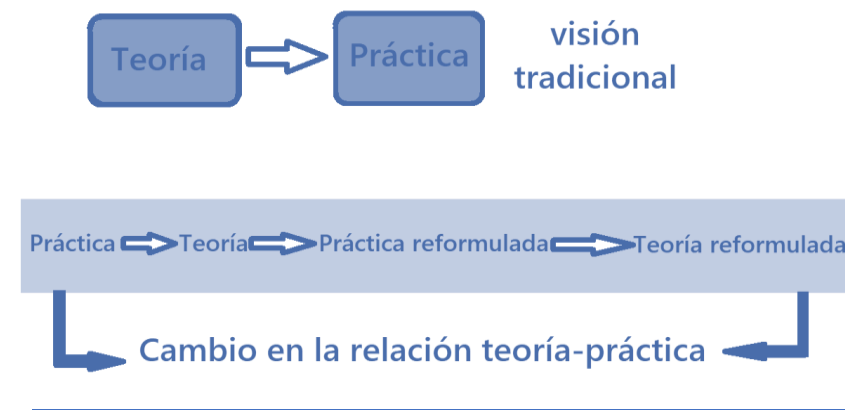 Teoría Práctica visión
tradicional
Práctica Teoría Práctica reformulada Teoría reformulada
Cambio en la relación teoría-práctica